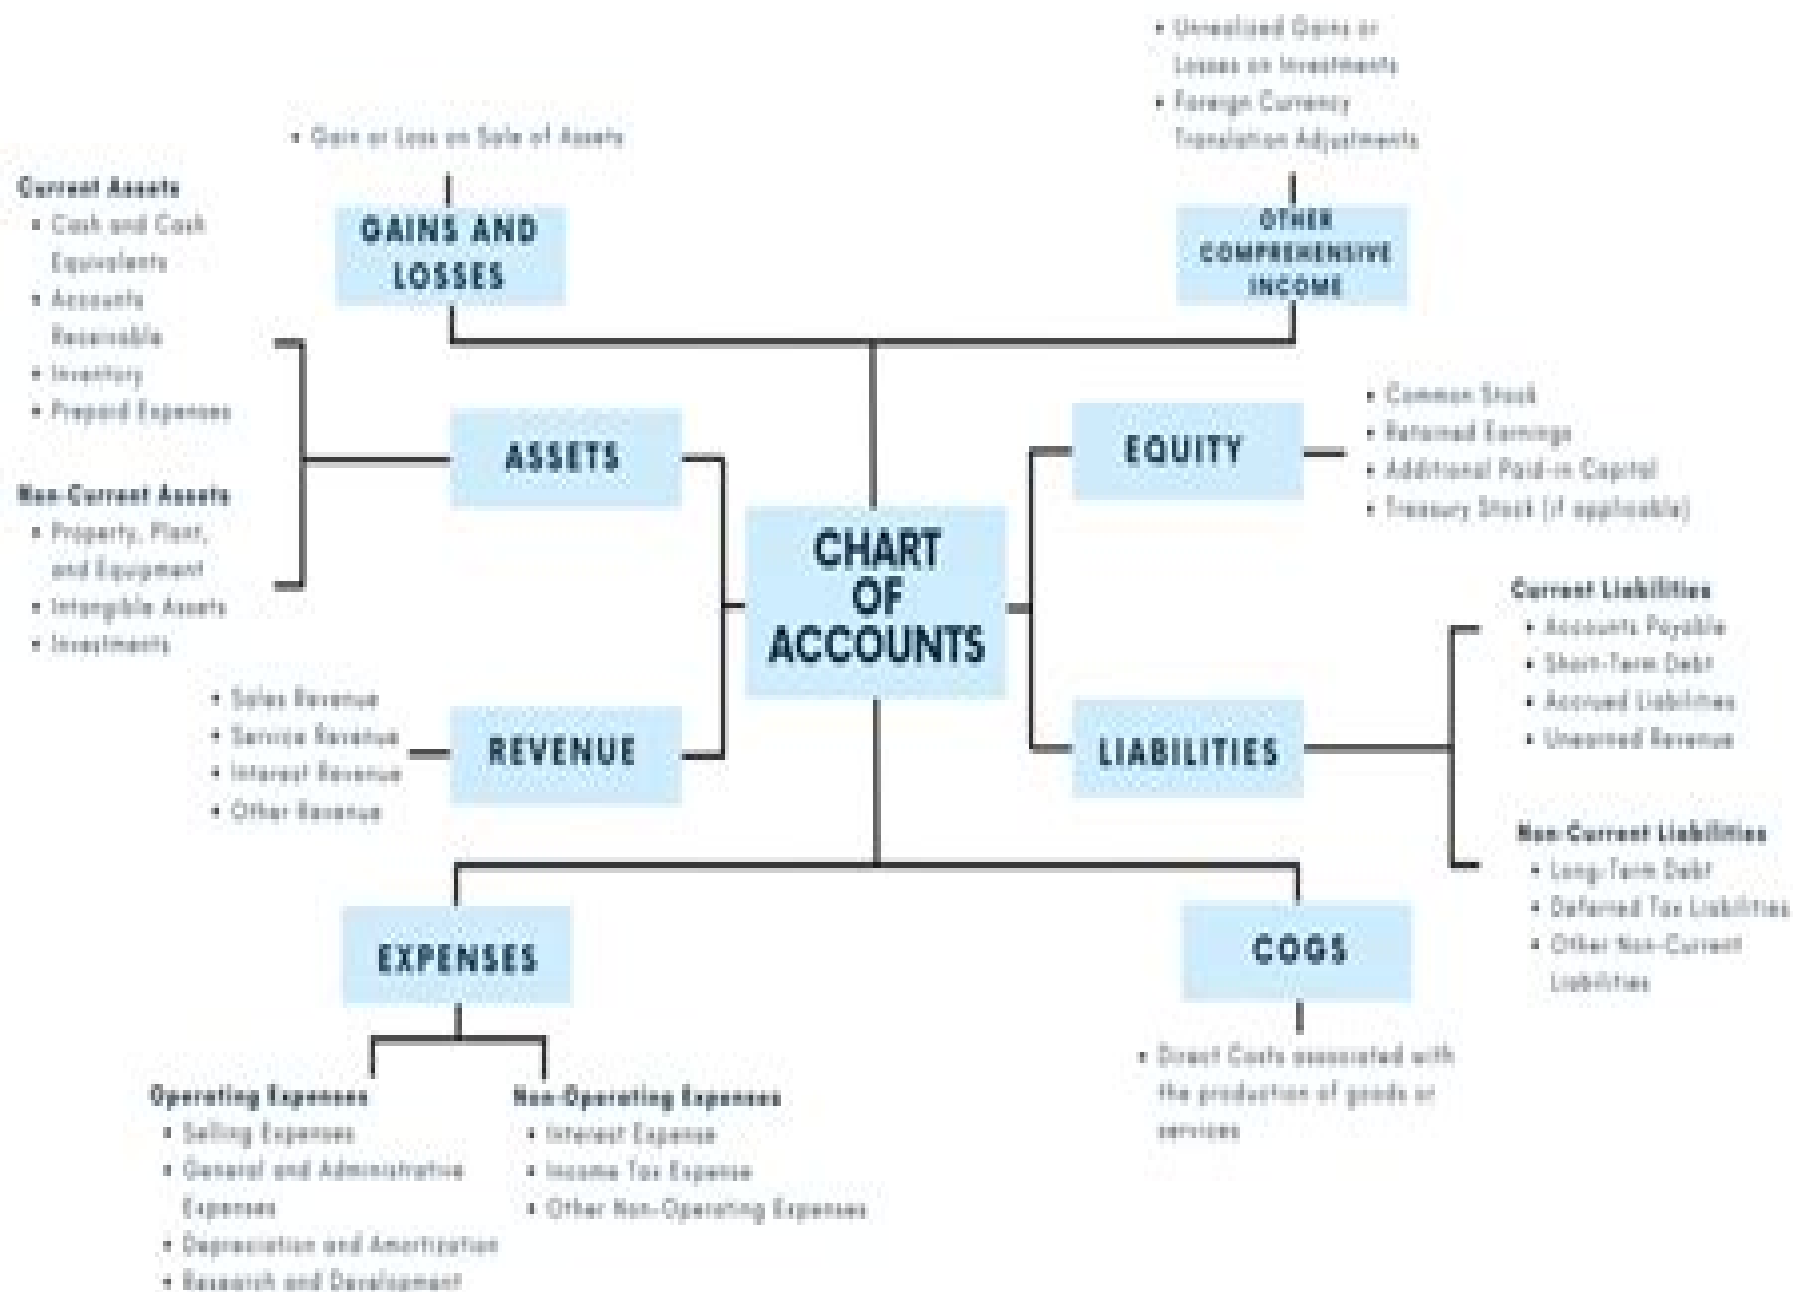 • Unrealized Gains or
Losses on Investments
• Foreign Currency
Translation Adjustments
• Gain or Loss on Sale of Assets
GAINS AND
LOSSES
OTHER
COMPREHENSIVE
INCOME
Current Assets
• Cash and Cash
Equivalents
• Accounts
Receivable
• Inventory
• Prepaid Expenses
Non-Current Assets
• Property, Plant,
and Equipment
• Intangible Assets
• Investments
ASSETS
EQUITY
• Common Stock
• Retained Earnings
• Additional Paid-in Capital
• Treasury Stock (if applicable)
CHART
OF
ACCOUNTS
• Sales Revenue
• Service Revenue
• Interest Revenue
• Other Revenue
REVENUE
LIABILITIES
Current Liabilities
• Accounts Payable
• Short-Term Debt
• Accrued Liabilities
• Unearned Revenue
Non-Current Liabilities
• Long-Term Debt
• Deferred Tax Liabilities
• Other Non-Current
Liabilities
EXPENSES
COGS
Operating Expenses
• Selling Expenses
• General and Administrative
Expenses
• Depreciation and Amortization
• Research and Development
Non-Operating Expenses
• Interest Expense
• Income Tax Expense
• Other Non-Operating Expenses
• Direct Costs associated with
the production of goods or
services